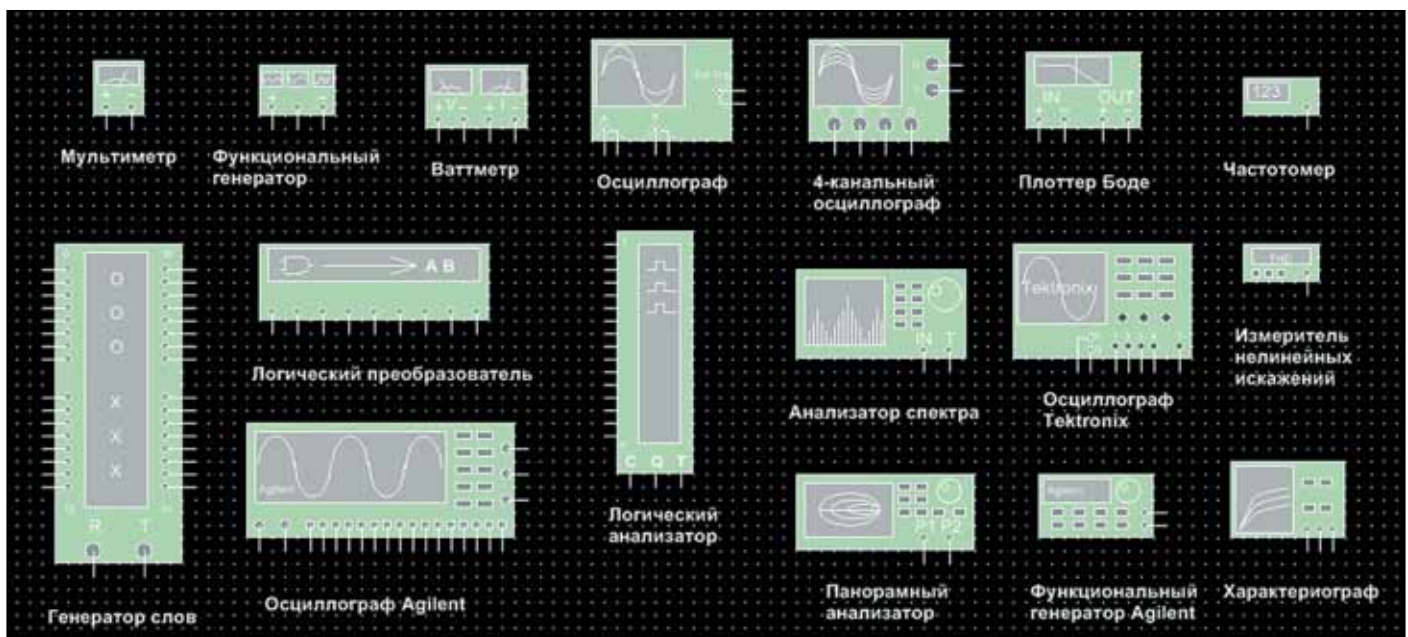 123
+ -
+V- + I -
IN OUT
Мультиметр
Функциональный
генератор
Ваттметр
Осциллограф
4-канальный
осциллограф
Плоттер Боде
Частотомер
O
O
O
X
X
X
R T
Генератор слов
A B
Логический преобразователь
Agilent
Осциллограф Agilent
C Q T
Логический
анализатор
IN T
Анализатор спектра
Tektronix
Осциллограф
Tektronix
Измеритель
нелинейных
искажений
P1 P2
Панорамный
анализатор
Agilent
Функциональный
генератор Agilent
Характериограф